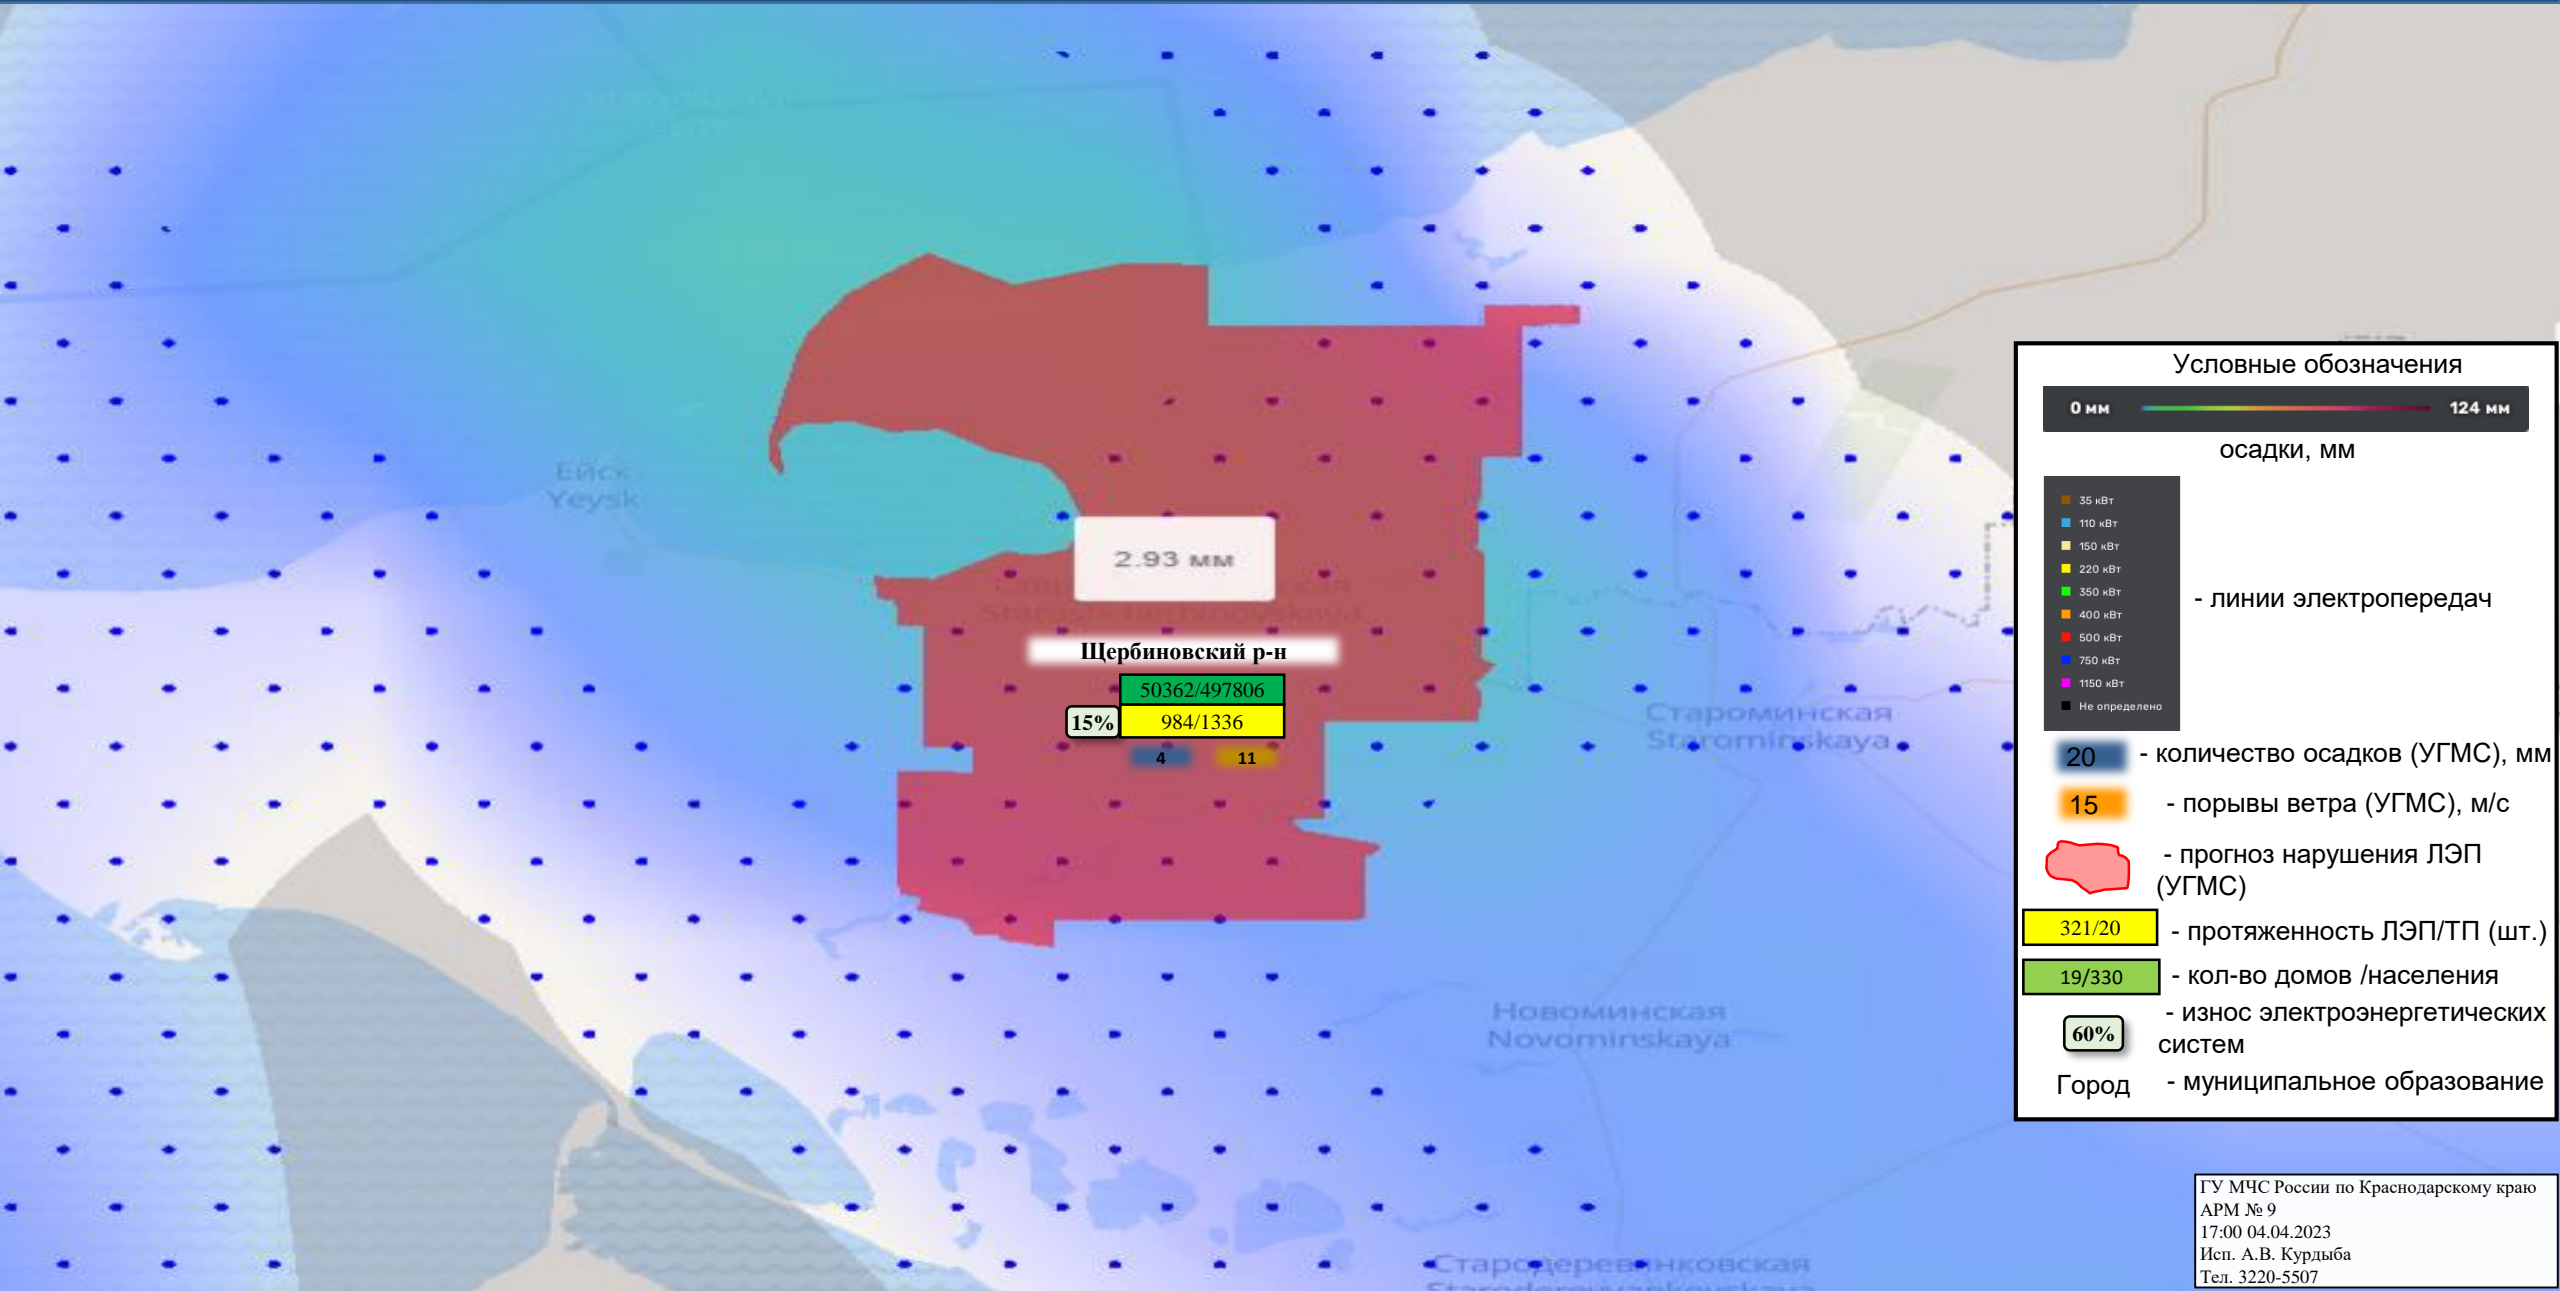 Ейск
Yeysk
2.93 мм
Щербиновский р-н
50362/497806
15%
984/1336
4
11
Староминская
Starominskaya
Новоминская
Novominskaya
Стародеревянковская
Staroderevyankovskaya
Условные обозначения
0 мм
124 мм
осадки, мм
35 кВт
110 кВт
150 кВт
220 кВт
350 кВт
400 кВт
500 кВт
750 кВт
1150 кВт
Не определено
- линии электропередач
20 - количество осадков (УГМС), мм
15 - порывы ветра (УГМС), м/с
- прогноз нарушения ЛЭП
(УГМС)
321/20 - протяженность ЛЭП/ТП (шт.)
19/330 - кол-во домов /населения
- износ электроэнергетических
60%
систем
Город - муниципальное образование
ГУ МЧС России по Краснодарскому краю
АРМ № 9
17:00 04.04.2023
Исп. А.В. Курдыба
Тел. 3220-5507